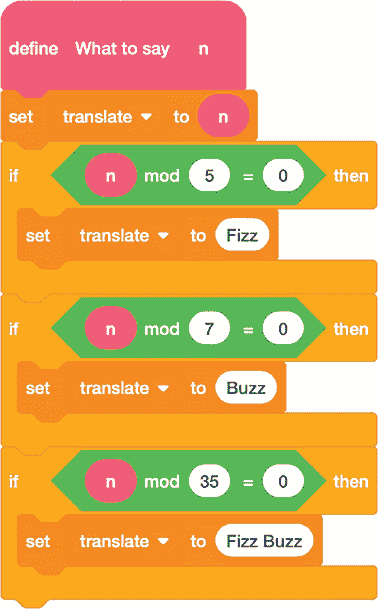 define What to say n
set translate to n
if n mod 5 = 0 then
set translate to Fizz
if n mod 7 = 0 then
set translate to Buzz
if n mod 35 = 0 then
set translate to Fizz Buzz